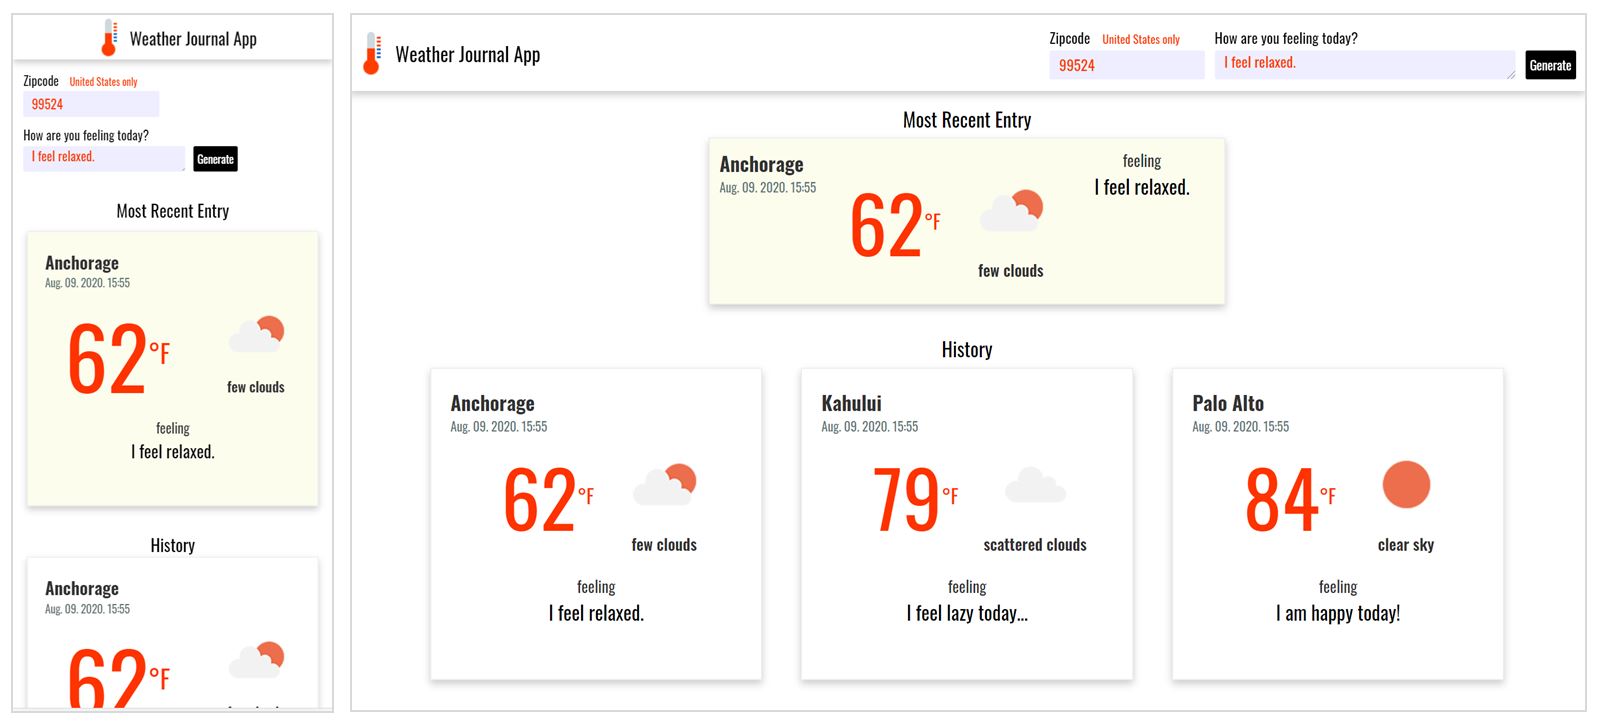 Weather Journal App
Zipcode United States only
99524
How are you feeling today?
I feel relaxed.
Generate
Most Recent Entry
Anchorage
Aug. 09. 2020. 15:55
62°F
few clouds
feeling
I feel relaxed.
History
Anchorage
Aug. 09. 2020. 15:55
62°F
Weather Journal App
Zipcode United States only
99524
How are you feeling today?
I feel relaxed.
Generate
Most Recent Entry
Anchorage
Aug. 09. 2020. 15:55
62°F
few clouds
feeling
I feel relaxed.
History
Anchorage
Aug. 09. 2020. 15:55
62°F
few clouds
feeling
I feel relaxed.
Kahului
Aug. 09. 2020. 15:55
79°F
scattered clouds
feeling
I feel lazy today...
Palo Alto
Aug. 09. 2020. 15:55
84°F
clear sky
feeling
I am happy today!